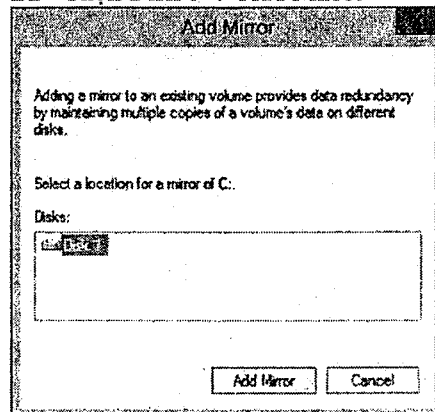 Add Mirror
Adding a mirror to an existing volume provides data redundancy
by maintaining multiple copies of a volume's data on different
disks.
Select a location for a mirror of C:.
Disks:
Disk 1
Add Mirror
Cancel